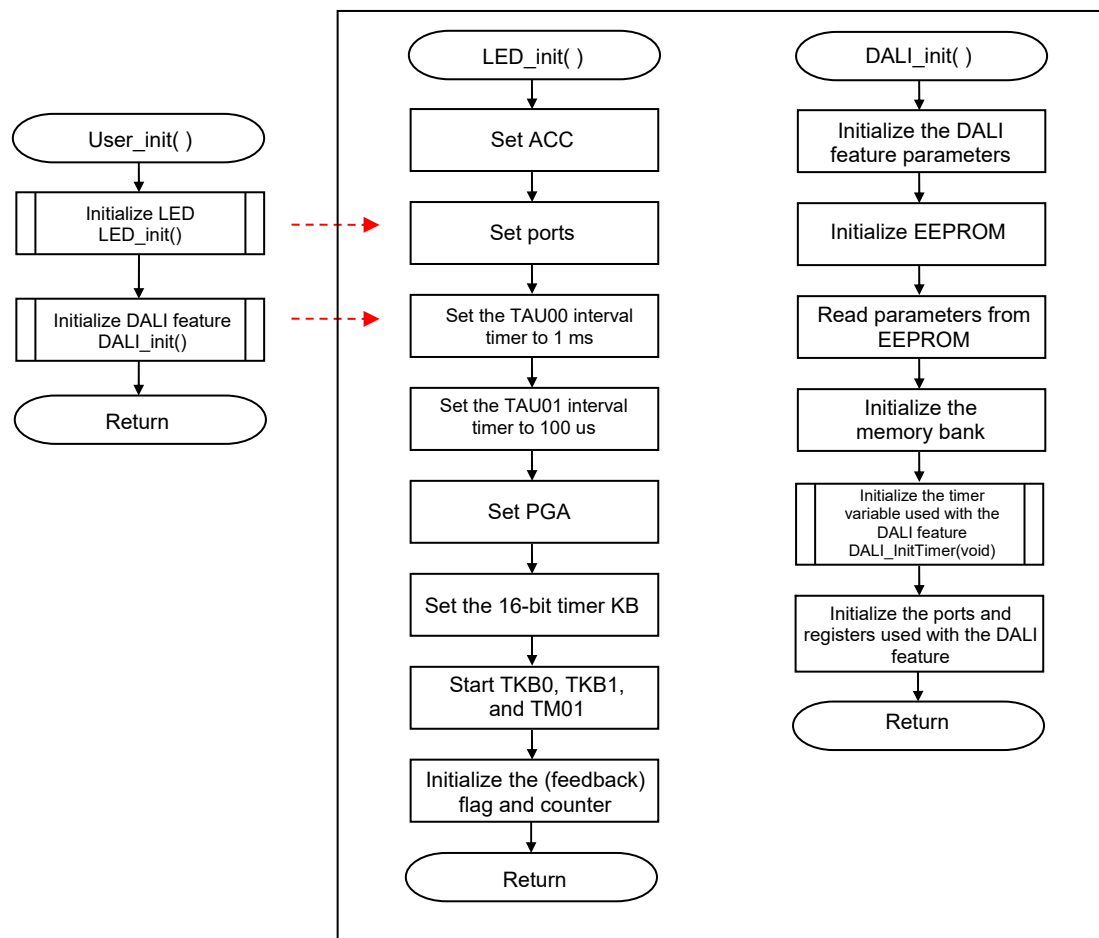 User_init( )
Initialize LED
LED_init()
Initialize DALI feature
DALI_init()
Return
LED_init( )
Set ACC
Set ports
Set the TAU00 interval
timer to 1 ms
Set the TAU01 interval
timer to 100 us
Set PGA
Set the 16-bit timer KB
Start TKB0, TKB1,
and TM01
Initialize the (feedback)
flag and counter
Return
DALI_init( )
Initialize the DALI
feature parameters
Initialize EEPROM
Read parameters from
EEPROM
Initialize the
memory bank
Initialize the timer
variable used with the
DALI feature
DALI_InitTimer(void)
Initialize the ports and
registers used with the DALI
feature
Return